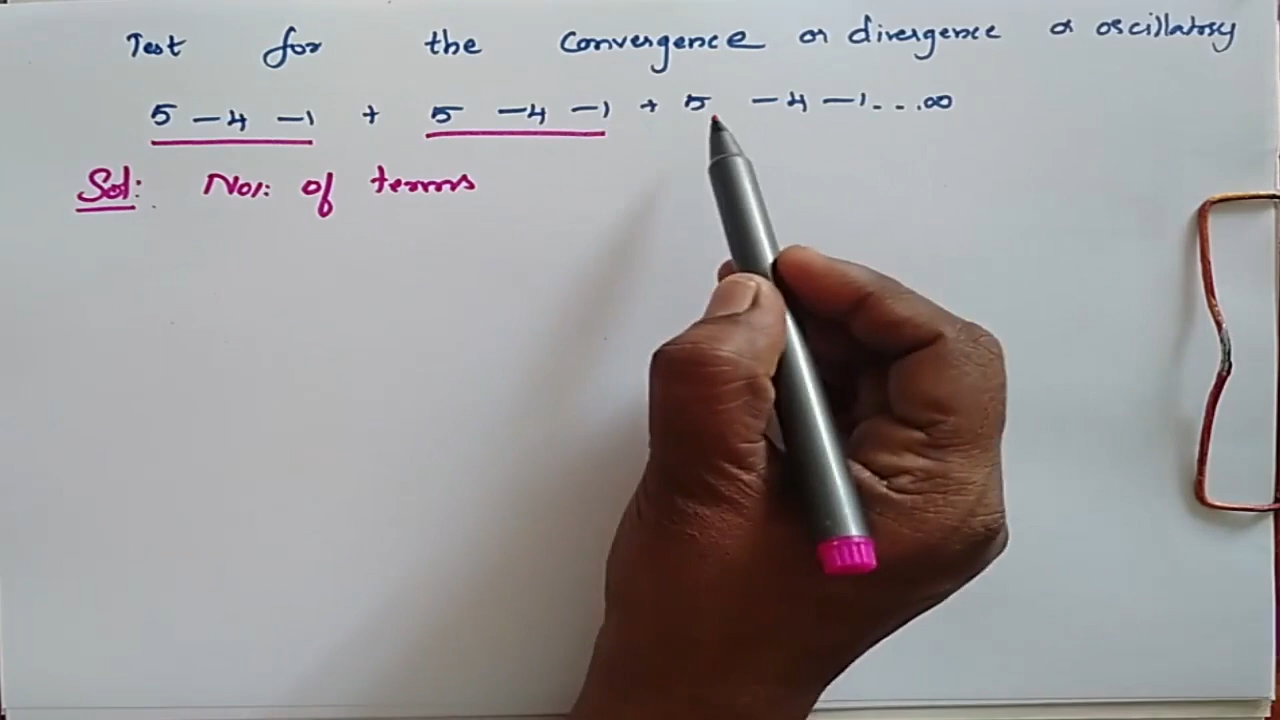 Test for the convergence or divergence or oscillatory
5 - 4 - 1 + 5 - 4 - 1 + 5 - 4 - 1 . . . ∞
Sol: No: of terms